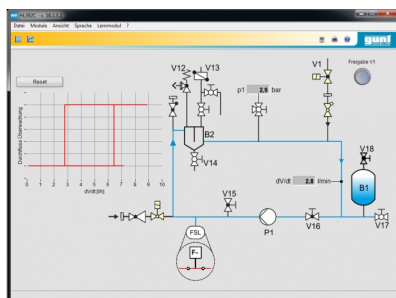 Datei Module Ansicht Sprache Lernmodul ?
gunt
Freigabe V1
Reset
V12
V13
V1
p1 2,9 bar
Durchfluss Überwachung
B2
V14
V18
dV/dt 2,8 l/min
B1
0 1 2 3 4 5 6 7 8 9 10
dV/dt [l/h]
V15
P1
V16
V17
FSL
F-